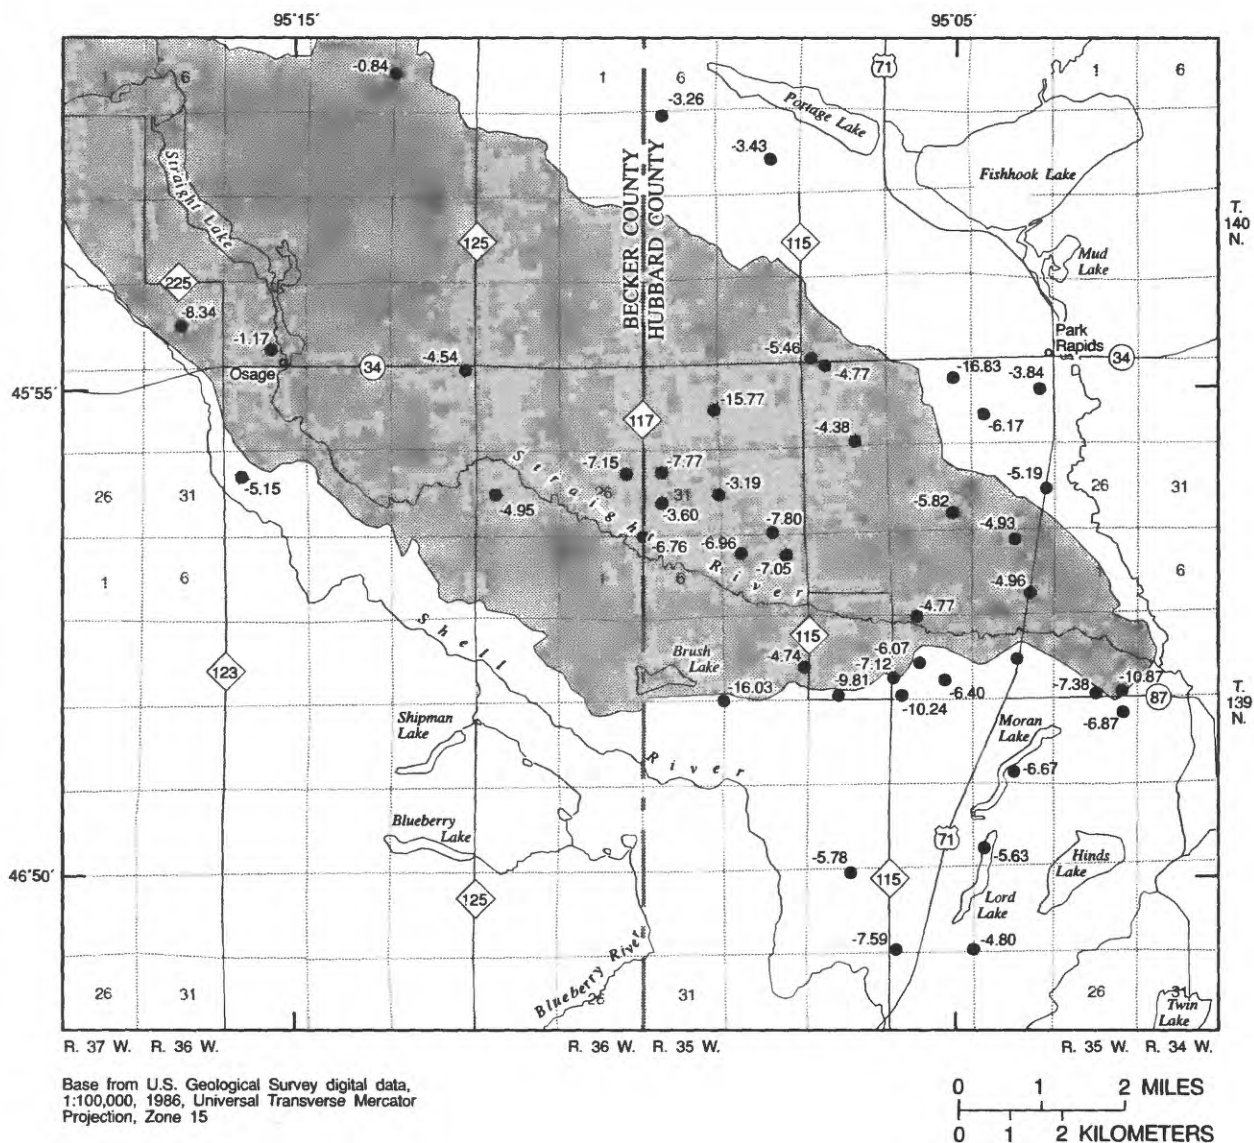 95°15'
95°05'
-0.84
1
6
71
1
6
6
-3.26
Portage Lake
-3.43
Fishhook Lake
Straight Lake
BECKER COUNTY
HUBBARD COUNTY
T.
140
N.
125
115
Mud
Lake
225
-8.34
-1.17
Osage
34
-4.54
-5.46
-4.77
Park
Rapids
34
-16.83
-3.84
45°55'
117
-15.77
-4.38
-6.17
-7.15
-7.77
-5.19
26
31
-5.15
-4.95
Straight
26
31
-3.19
-3.60
-5.82
26
31
-4.93
-7.80
-6.76
-6.96
-7.05
1
6
1
6
River
-4.96
1
6
-4.77
Shell
115
123
Brush
Lake
-4.74
-6.07
-7.12
-9.81
-16.03
-10.24
-6.40
-7.38
-10.87
87
-6.87
T.
139
N.
Shipman
Lake
River
Moran
Lake
-6.67
Blueberry
Lake
71
-5.63
Hinds
Lake
46°50'
-5.78
115
125
Lord
Lake
Blueberry River
-7.59
-4.80
26
31
26
31
26
31
Twin
Lake
R. 37 W. R. 36 W.
R. 36 W. R. 35 W.
R. 35 W. R. 34 W.
Base from U.S. Geological Survey digital data,
1:100,000, 1986, Universal Transverse Mercator
Projection, Zone 15
0 1 2 MILES
0 1 2 KILOMETERS